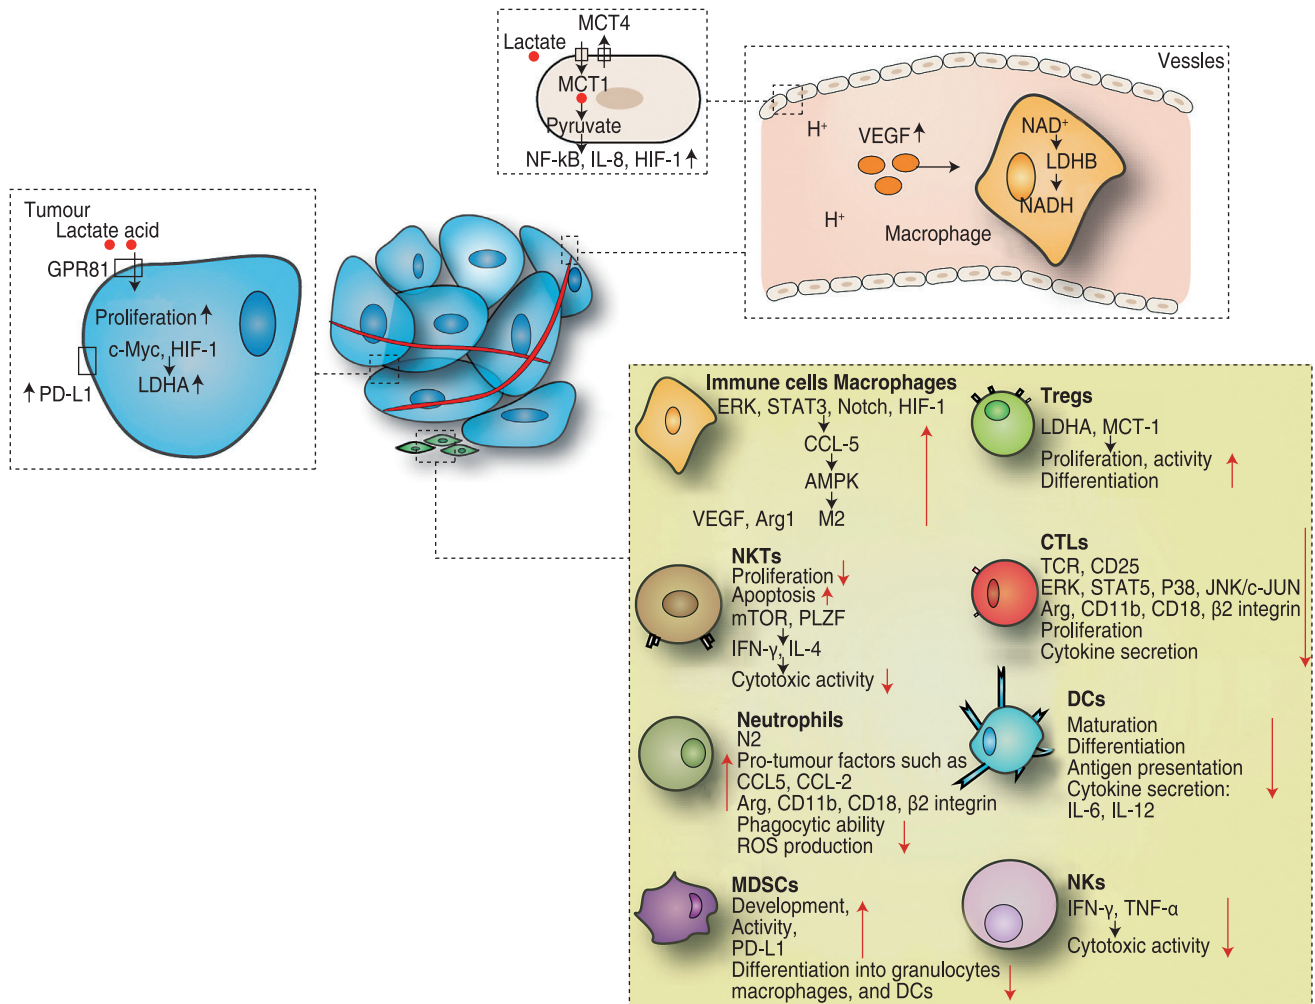 MCT4
Lactate
MCT1
Pyruvate
NF-kB, IL-8, HIF-1
Vessles
H+
VEGF
NAD+
LDHB
NADH
H+
Macrophage
Tumour
Lactate acid
GPR81
Proliferation
c-Myc, HIF-1
LDHA
PD-L1
Immune cells Macrophages
ERK, STAT3, Notch, HIF-1
CCL-5
AMPK
VEGF, Arg1 M2
Tregs
LDHA, MCT-1
Proliferation, activity
Differentiation
NKTs
Proliferation
Apoptosis
mTOR, PLZF
IFN-γ, IL-4
Cytotoxic activity
CTLs
TCR, CD25
ERK, STAT5, P38, JNK/c-JUN
Arg, CD11b, CD18, β2 integrin
Proliferation
Cytokine secretion
Neutrophils
N2
Pro-tumour factors such as
CCL5, CCL-2
Arg, CD11b, CD18, β2 integrin
Phagocytic ability
ROS production
DCs
Maturation
Differentiation
Antigen presentation
Cytokine secretion:
IL-6, IL-12
MDSCs
Development,
Activity,
PD-L1
Differentiation into granulocytes
macrophages, and DCs
NKs
IFN-γ, TNF-α
Cytotoxic activity